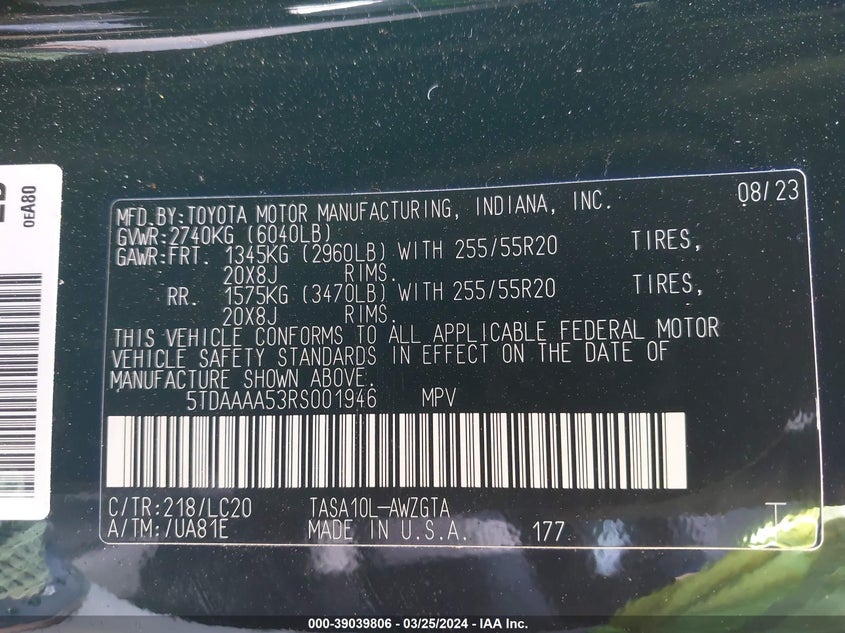 0EA80
08/23
MFD.BY:TOYOTA MOTOR MANUFACTURING, INDIANA, INC.
GVWR:2740KG (6040LB)
GAWR:FRT. 1345KG (2960LB) WITH 255/55R20 TIRES,
20X8J RIMS.
RR. 1575KG (3470LB) WITH 255/55R20 TIRES,
20X8J RIMS.
THIS VEHICLE CONFORMS TO ALL APPLICABLE FEDERAL MOTOR
VEHICLE SAFETY STANDARDS IN EFFECT ON THE DATE OF
MANUFACTURE SHOWN ABOVE.
5TDAAAA53RS001946 MPV
C/TR:218/LC20 TASA10L-AWZGTA
A/TM:7UA81E MADE IN U.S.A. 177 T
000-39039806 - 03/25/2024 - IAA Inc.